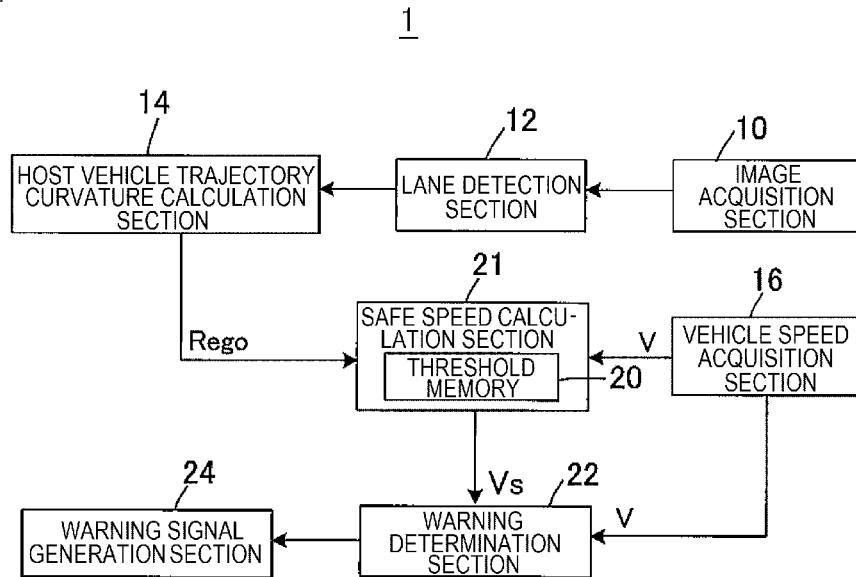 1
14
12
10
HOST VEHICLE TRAJECTORY
CURVATURE CALCULATION
SECTION
LANE DETECTION
SECTION
IMAGE
ACQUISITION
SECTION
21
16
SAFE SPEED CALCU-
LATION SECTION
THRESHOLD
MEMORY
20
Rego
V
VEHICLE SPEED
ACQUISITION
SECTION
24
Vs
22
V
WARNING SIGNAL
GENERATION SECTION
WARNING
DETERMINATION
SECTION